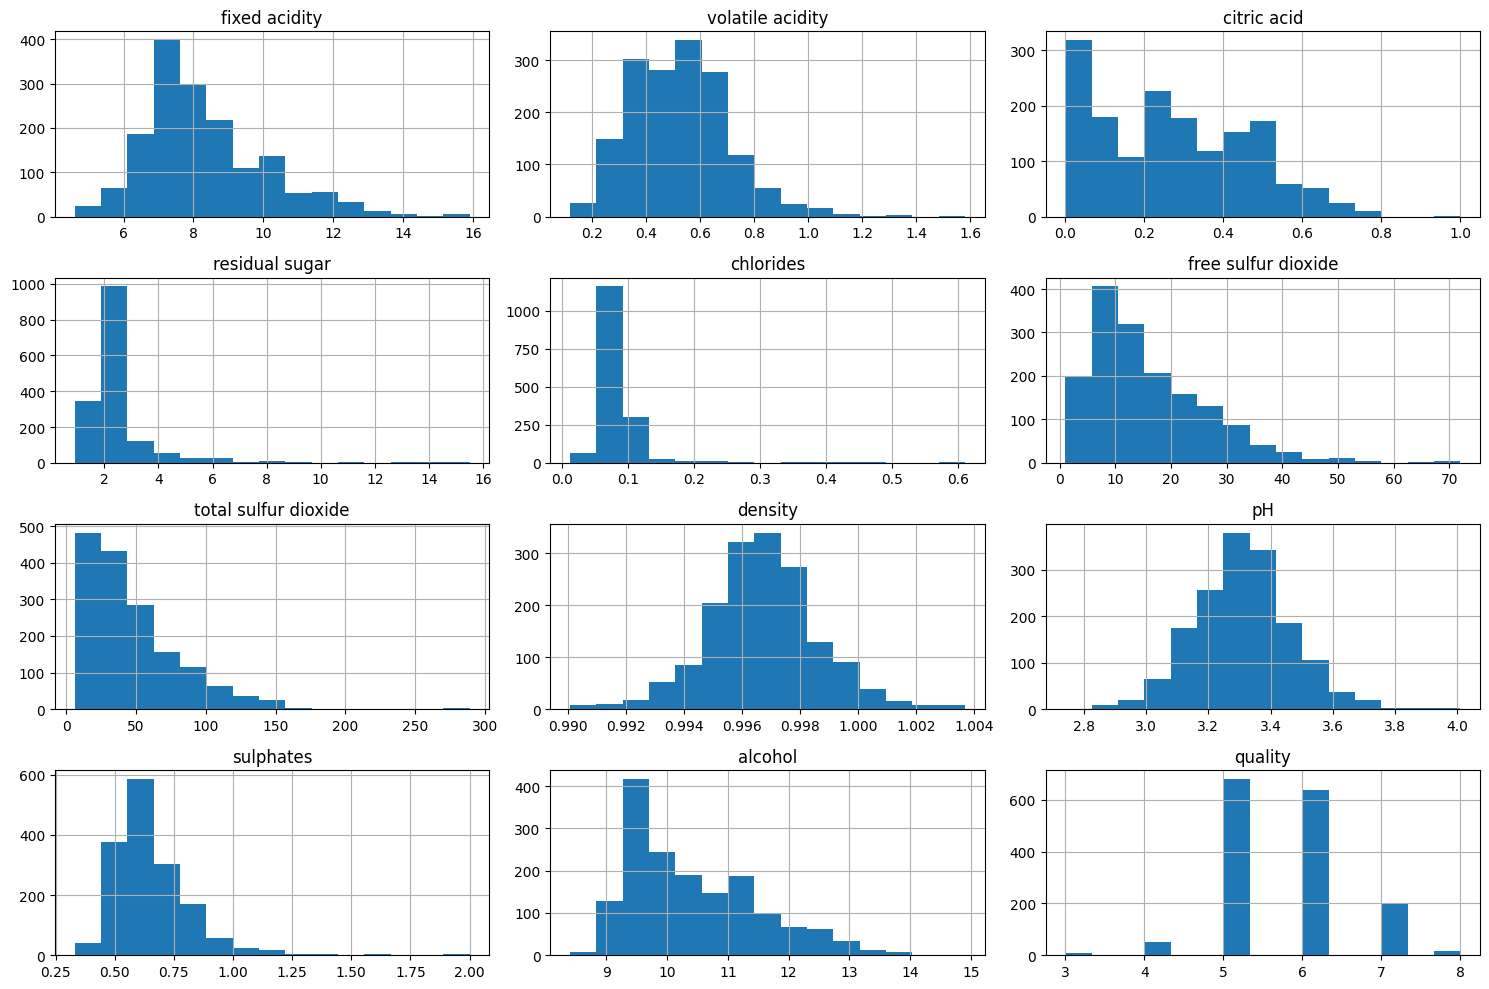 fixed acidity
400
300
200
100
0
6 8 10 12 14 16
volatile acidity
300
200
100
0
0.2 0.4 0.6 0.8 1.0 1.2 1.4 1.6
citric acid
300
200
100
0
0.0 0.2 0.4 0.6 0.8 1.0
residual sugar
1000
800
600
400
200
0
2 4 6 8 10 12 14 16
chlorides
1000
750
500
250
0
0.0 0.1 0.2 0.3 0.4 0.5 0.6
free sulfur dioxide
400
300
200
100
0
0 10 20 30 40 50 60 70
total sulfur dioxide
500
400
300
200
100
0
0 50 100 150 200 250 300
density
300
200
100
0
0.990 0.992 0.994 0.996 0.998 1.000 1.002 1.004
pH
300
200
100
0
2.8 3.0 3.2 3.4 3.6 3.8 4.0
sulphates
600
400
200
0
0.25 0.50 0.75 1.00 1.25 1.50 1.75 2.00
alcohol
400
300
200
100
0
9 10 11 12 13 14 15
quality
600
400
200
0
3 4 5 6 7 8